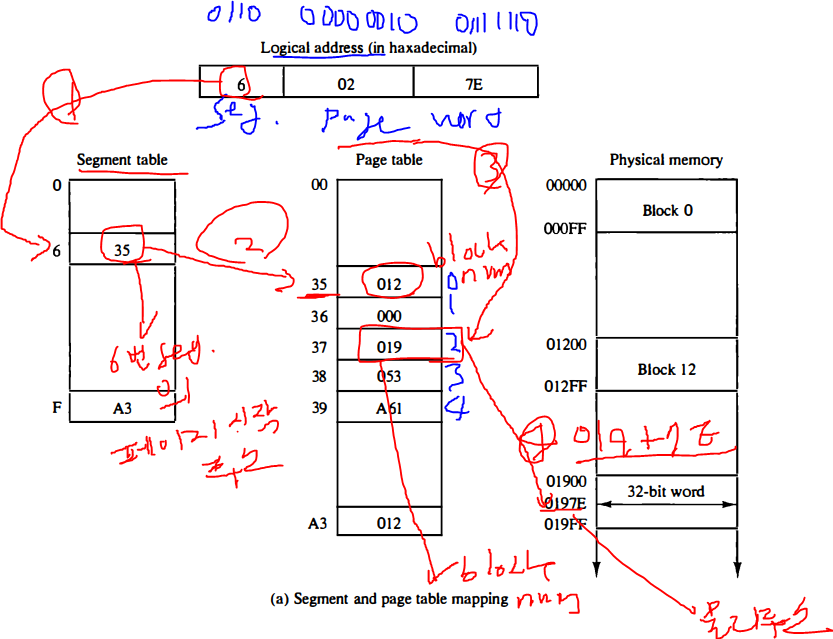 0110 00000010 01111110
Logical address (in haxadecimal)
6 02 7E
Seg. page word
1
Segment table
0
6 35
F A3
6번 seg.
의
페이지 시작
주소
2
Page table
00
35 012 0
36 000 1
37 019 2
38 053 3
39 A61 4
A3 012
block
num
3
block
num
Physical memory
00000
Block 0
000FF
01200
Block 12
012FF
4 019+7E
01900
32-bit word
0197E
019FF
물리주소
(a) Segment and page table mapping